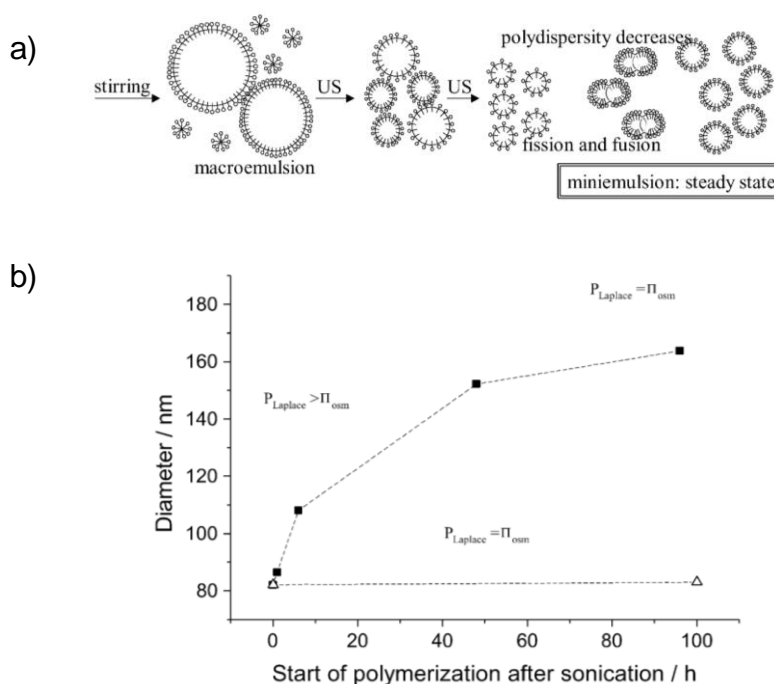 a)
polydispersity decreases
stirring
US
US
macroemulsion
fission and fusion
miniemulsion: steady state
b)
P_Laplace = Π_osm
P_Laplace > Π_osm
P_Laplace = Π_osm
180
160
140
120
100
80
Diameter / nm
0 20 40 60 80 100
Start of polymerization after sonication / h